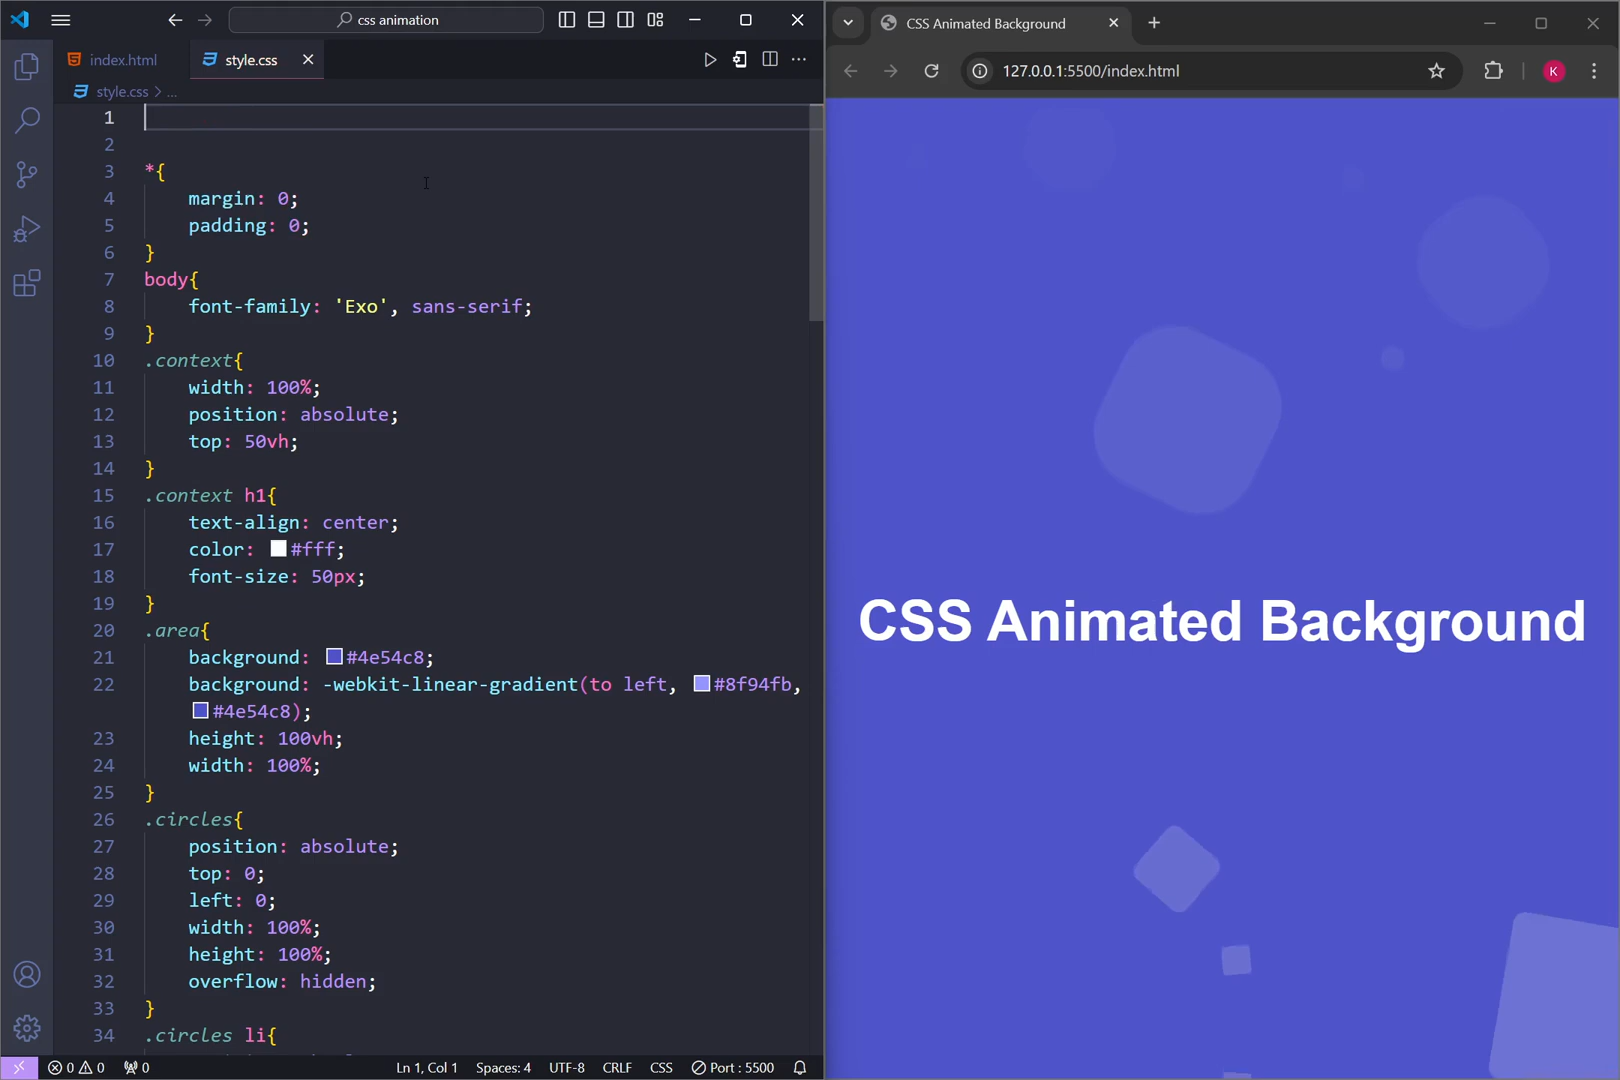 css animation
index.html
style.css
style.css > ...
1
2
3 *{
4 margin: 0;
5 padding: 0;
6 }
7 body{
8 font-family: 'Exo', sans-serif;
9 }
10 .context{
11 width: 100%;
12 position: absolute;
13 top: 50vh;
14 }
15 .context h1{
16 text-align: center;
17 color: #fff;
18 font-size: 50px;
19 }
20 .area{
21 background: #4e54c8;
22 background: -webkit-linear-gradient(to left, #8f94fb,
#4e54c8);
23 height: 100vh;
24 width: 100%;
25 }
26 .circles{
27 position: absolute;
28 top: 0;
29 left: 0;
30 width: 100%;
31 height: 100%;
32 overflow: hidden;
33 }
34 .circles li{
0 0 0 Ln 1, Col 1 Spaces: 4 UTF-8 CRLF CSS Port : 5500
CSS Animated Background
127.0.0.1:5500/index.html
K
CSS Animated Background